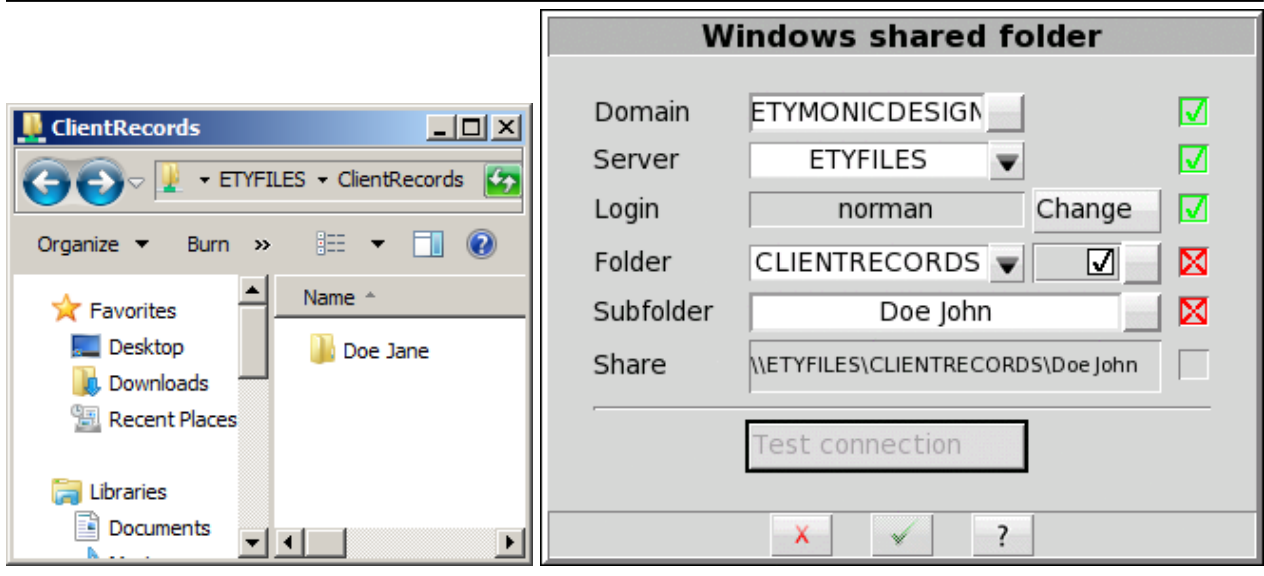 ClientRecords
ETYFILES ClientRecords
Organize Burn »
Favorites
Desktop
Downloads
Recent Places
Libraries
Documents
Name
Doe Jane
Windows shared folder
Domain ETYMONICDESIGN
Server ETYFILES
Login norman Change
Folder CLIENTRECORDS
Subfolder Doe John
Share \\ETYFILES\CLIENTRECORDS\Doe John
Test connection
X ?